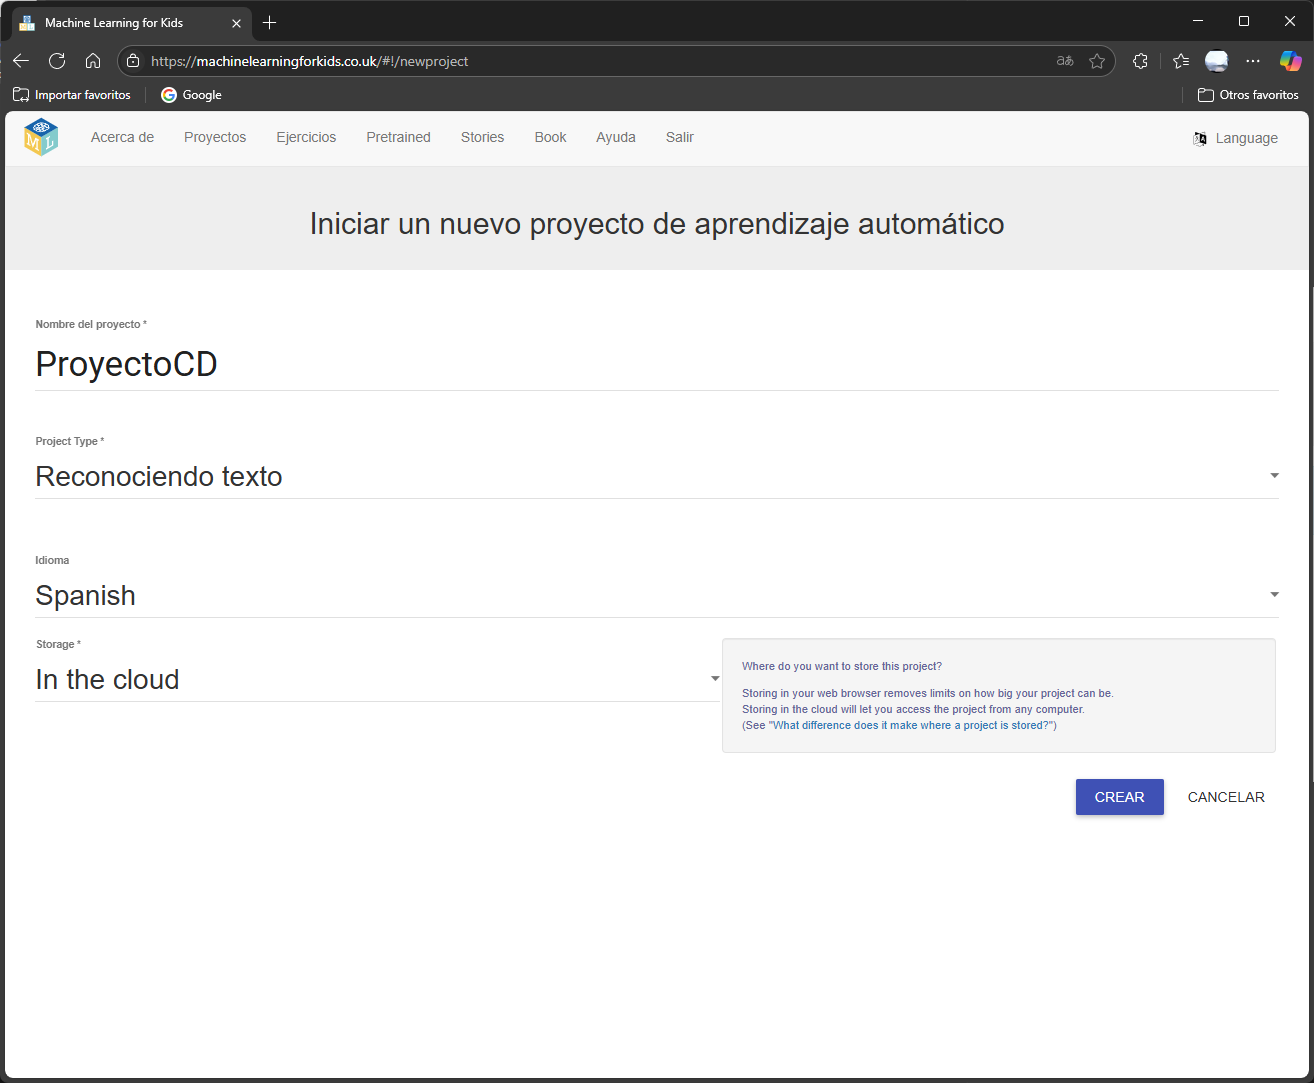 Machine Learning for Kids
https://machinelearningforkids.co.uk/#!/newproject
aあ
Importar favoritos
Google
Otros favoritos
ML
Acerca de
Proyectos
Ejercicios
Pretrained
Stories
Book
Ayuda
Salir
Language
Iniciar un nuevo proyecto de aprendizaje automático
Nombre del proyecto *
ProyectoCD
Project Type *
Reconociendo texto
Idioma
Spanish
Storage *
In the cloud
Where do you want to store this project?
Storing in your web browser removes limits on how big your project can be.
Storing in the cloud will let you access the project from any computer.
(See "What difference does it make where a project is stored?")
CREAR
CANCELAR